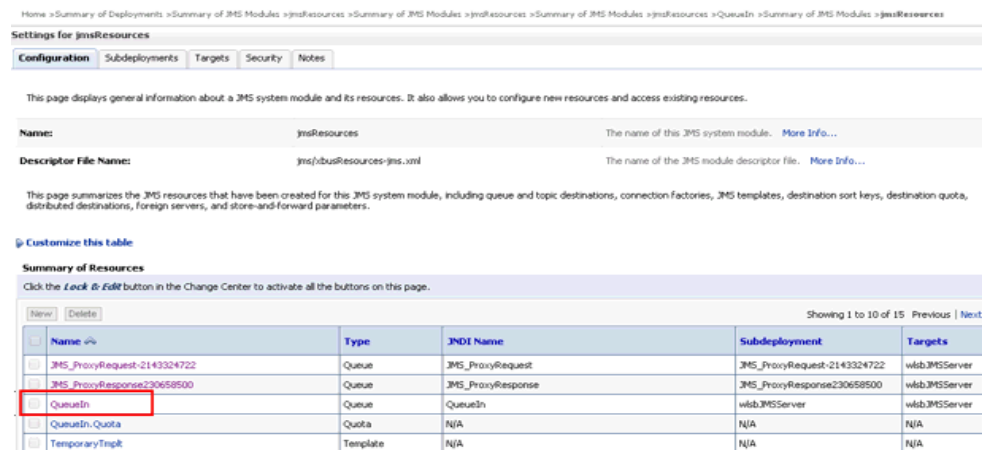 Home >Summary of Deployments >Summary of JMS Modules >jmsResources >Summary of JMS Modules >jmsResources >Summary of JMS Modules >jmsResources >QueueIn >Summary of JMS Modules >jmsResources
Settings for jmsResources
Configuration Subdeployments Targets Security Notes
This page displays general information about a JMS system module and its resources. It also allows you to configure new resources and access existing resources.
Name: jmsResources The name of this JMS system module. More Info...
Descriptor File Name: jms/xbusResources-jms.xml The name of the JMS module descriptor file. More Info...
This page summarizes the JMS resources that have been created for this JMS system module, including queue and topic destinations, connection factories, JMS templates, destination sort keys, destination quota,
distributed destinations, foreign servers, and store-and-forward parameters.
Customize this table
Summary of Resources
Click the Lock & Edit button in the Change Center to activate all the buttons on this page.
New Delete Showing 1 to 10 of 15 Previous | Next
Name Type JNDI Name Subdeployment Targets
JMS_ProxyRequest-2143324722 Queue JMS_ProxyRequest JMS_ProxyRequest-2143324722 wlsbJMSServer
JMS_ProxyResponse230658500 Queue JMS_ProxyResponse JMS_ProxyResponse230658500 wlsbJMSServer
QueueIn Queue QueueIn wlsbJMSServer wlsbJMSServer
QueueIn.Quota Quota N/A N/A N/A
TemporaryTmplt Template N/A N/A N/A